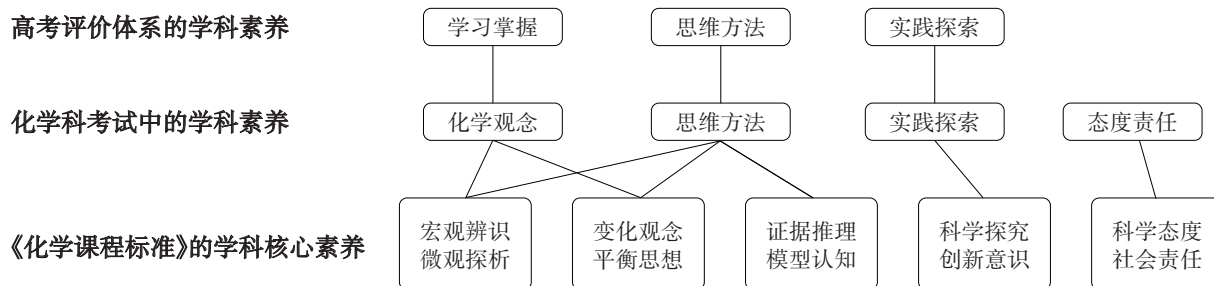 高考评价体系的学科素养
学习掌握
思维方法
实践探索
化学科考试中的学科素养
化学观念
思维方法
实践探索
态度责任
《化学课程标准》的学科核心素养
宏观辨识
微观探析
变化观念
平衡思想
证据推理
模型认知
科学探究
创新意识
科学态度
社会责任